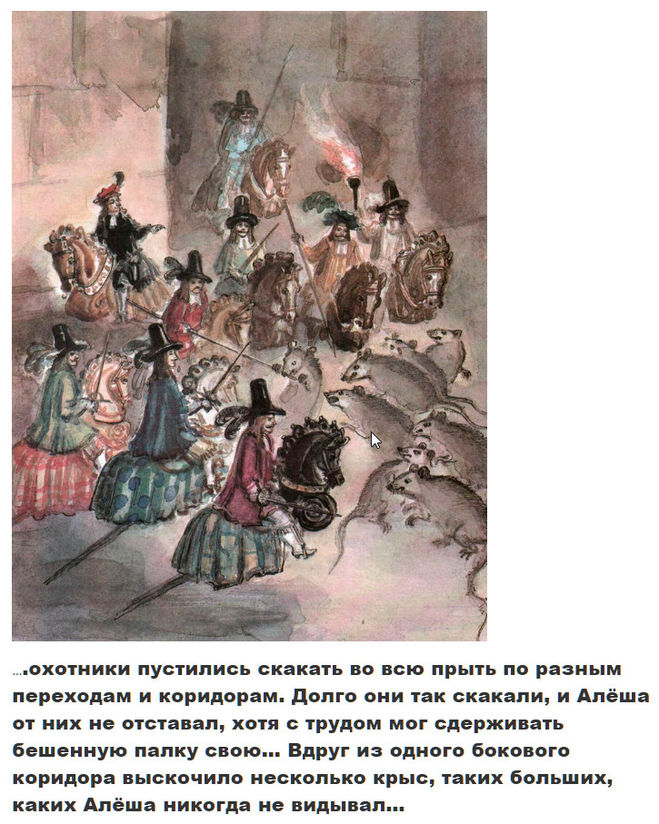 ...охотники пустились скакать во всю прыть по разным
переходам и коридорам. Долго они так скакали, и Алёша
от них не отставал, хотя с трудом мог сдерживать
бешенную палку свою... Вдруг из одного бокового
коридора выскочило несколько крыс, таких больших,
каких Алёша никогда не видывал...